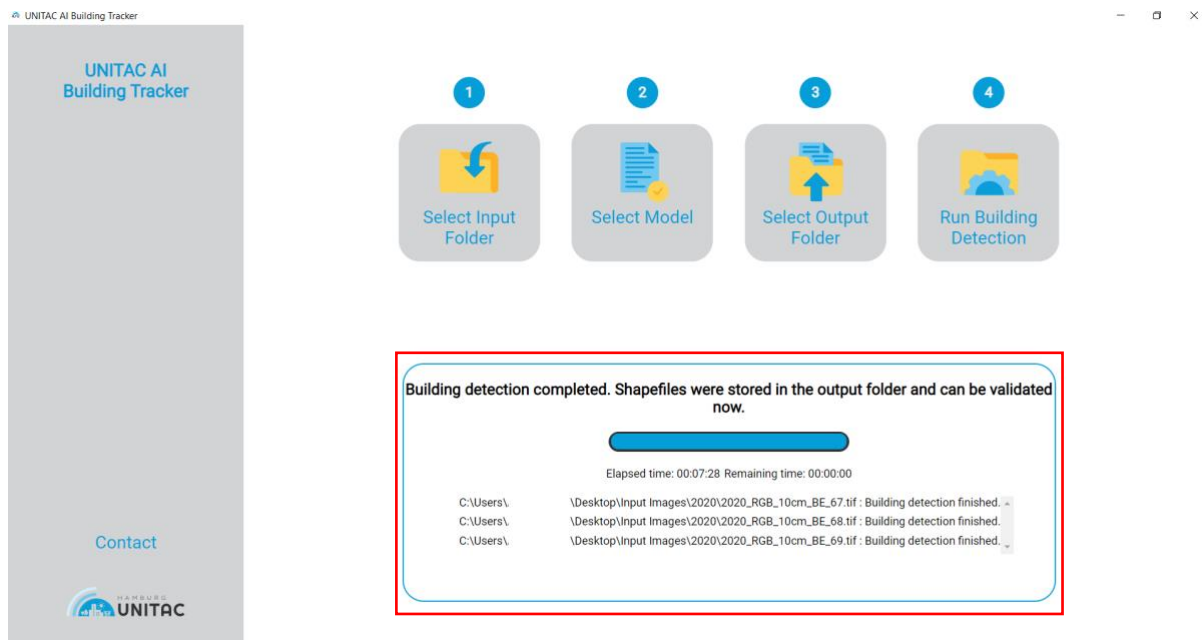 UNITAC AI Building Tracker
UNITAC AI
Building Tracker
1
2
3
4
Select Input
Folder
Select Model
Select Output
Folder
Run Building
Detection
Building detection completed. Shapefiles were stored in the output folder and can be validated
now.
Elapsed time: 00:07:28 Remaining time: 00:00:00
C:\Users\. \Desktop\Input Images\2020\2020_RGB_10cm_BE_67.tif : Building detection finished.
C:\Users\. \Desktop\Input Images\2020\2020_RGB_10cm_BE_68.tif : Building detection finished.
C:\Users\. \Desktop\Input Images\2020\2020_RGB_10cm_BE_69.tif : Building detection finished.
Contact
HAMBURG
UNITAC